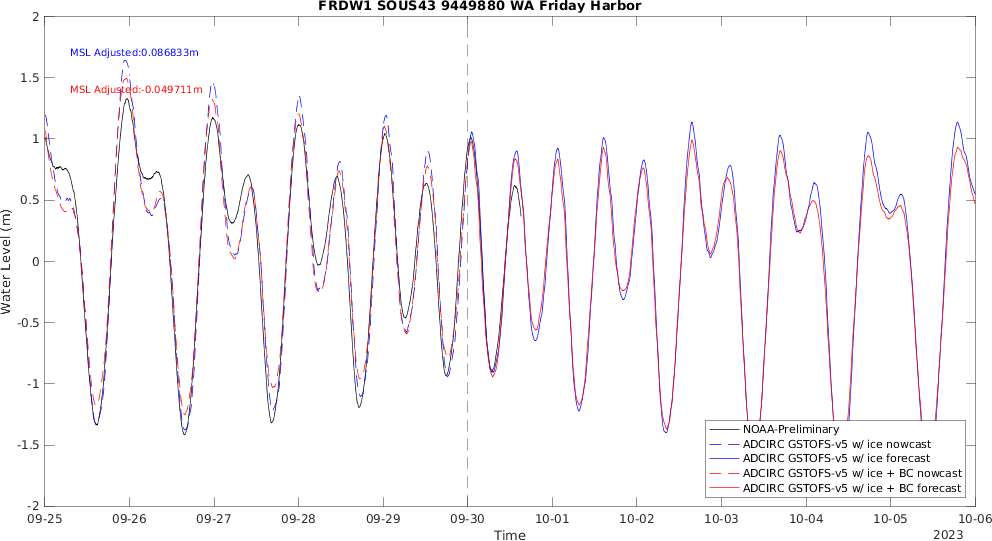 FRDW1 SOUS43 9449880 WA Friday Harbor
MSL Adjusted:0.086833m
MSL Adjusted:-0.049711m
2
1.5
1
0.5
0
-0.5
-1
-1.5
-2
Water Level (m)
NOAA-Preliminary
ADCIRC GSTOFS-v5 w/ ice nowcast
ADCIRC GSTOFS-v5 w/ ice forecast
ADCIRC GSTOFS-v5 w/ ice + BC nowcast
ADCIRC GSTOFS-v5 w/ ice + BC forecast
09-25 09-26 09-27 09-28 09-29 09-30 10-01 10-02 10-03 10-04 10-05 10-06
Time
2023